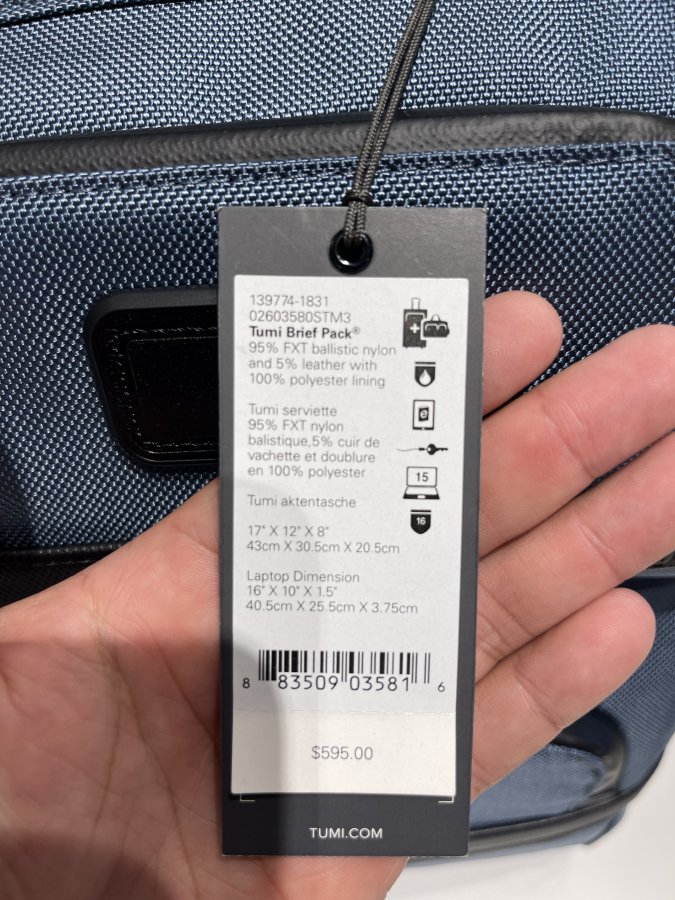 139774-1831
02603580STM3
Tumi Brief Pack®
95% FXT ballistic nylon
and 5% leather with
100% polyester lining
Tumi serviette
95% FXT nylon
balistique,5% cuir de
vachette et doublure
en 100% polyester
Tumi aktentasche
17" X 12" X 8"
43cm X 30.5cm X 20.5cm
Laptop Dimension
16" X 10" X 1.5"
40.5cm X 25.5cm X 3.75cm
e
15
16
8 83509 03581 6
$595.00
TUMI.COM